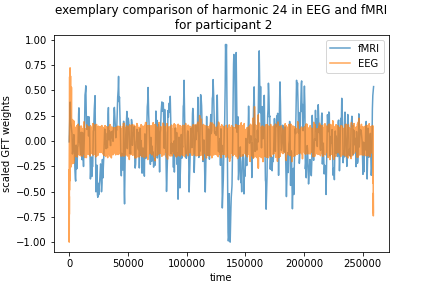 exemplary comparison of harmonic 24 in EEG and fMRI
for participant 2
1.00
0.75
0.50
0.25
0.00
−0.25
−0.50
−0.75
−1.00
scaled GFT weights
fMRI
EEG
0
50000
100000
150000
200000
250000
time